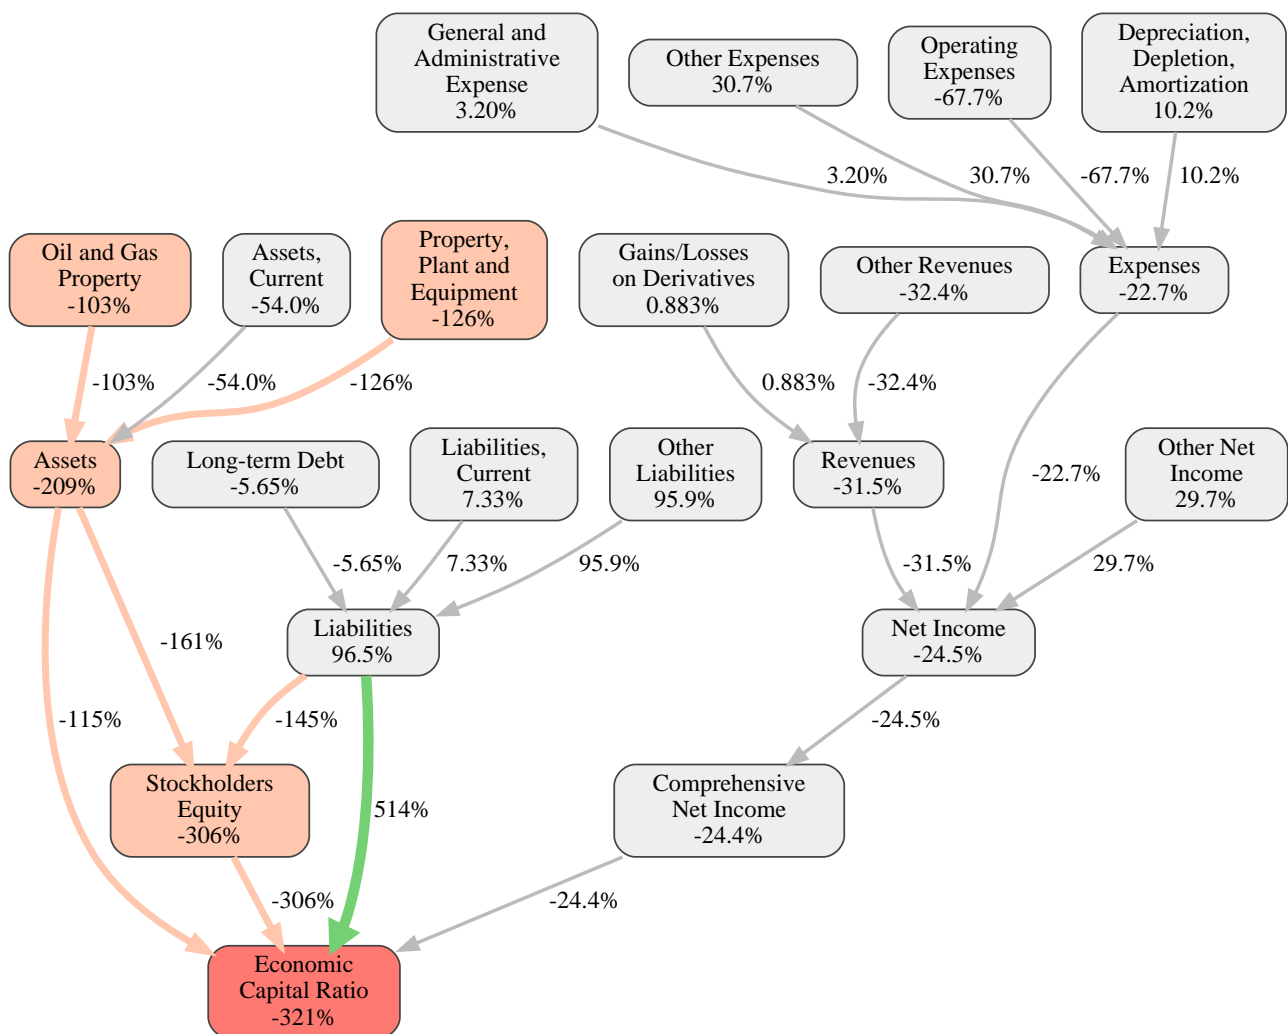 General and
Administrative
Expense
3.20%
Other Expenses
30.7%
Operating
Expenses
-67.7%
Depreciation,
Depletion,
Amortization
10.2%
3.20%
30.7%
-67.7%
10.2%
Oil and Gas
Property
-103%
Assets,
Current
-54.0%
Property,
Plant and
Equipment
-126%
Gains/Losses
on Derivatives
0.883%
Other Revenues
-32.4%
Expenses
-22.7%
-103%
-54.0%
-126%
0.883%
-32.4%
-22.7%
Assets
-209%
Long-term Debt
-5.65%
Liabilities,
Current
7.33%
Other
Liabilities
95.9%
Revenues
-31.5%
Other Net
Income
29.7%
-5.65%
7.33%
95.9%
-31.5%
29.7%
Liabilities
96.5%
Net Income
-24.5%
-161%
-115%
-145%
514%
-24.5%
Stockholders
Equity
-306%
Comprehensive
Net Income
-24.4%
-306%
-24.4%
Economic
Capital Ratio
-321%